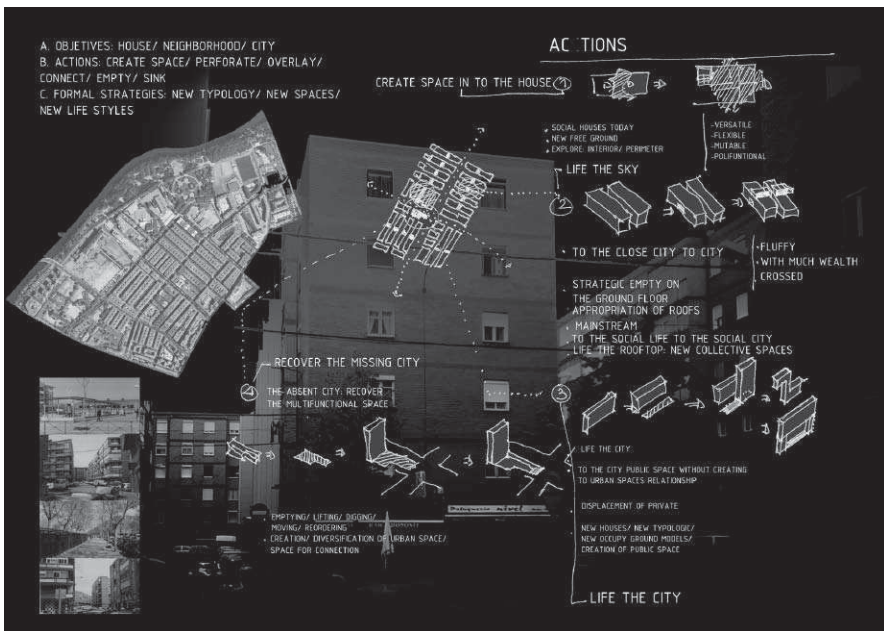 A. OBJETIVES: HOUSE/ NEIGHBORHOOD/ CITY
B. ACTIONS: CREATE SPACE/ PERFORATE/ OVERLAY/
CONNECT/ EMPTY/ SINK
C. FORMAL STRATEGIES: NEW TYPOLOGY/ NEW SPACES/
NEW LIFE STYLES
ACTIONS
CREATE SPACE IN TO THE HOUSE 1
SOCIAL HOUSES TODAY
NEW FREE GROUND
EXPLORE: INTERIOR/ PERIMETER
-VERSATILE
-FLEXIBLE
-MUTABLE
-POLIFUNTIONAL
LIFE THE SKY
2
TO THE CLOSE CITY TO CITY
FLUFFY
WITH MUCH WEALTH
CROSSED
STRATEGIC EMPTY ON
THE GROUND FLOOR
APPROPRIATION OF ROOFS
MAINSTREAM
TO THE SOCIAL LIFE TO THE SOCIAL CITY
LIFE THE ROOFTOP: NEW COLLECTIVE SPACES
RECOVER THE MISSING CITY
4
THE ABSENT CITY: RECOVER
THE MULTIFUNCTIONAL SPACE
3
EMPTYING/ LIFTING/ DIGGING/
MOVING/ REORDERING
CREATION/ DIVERSIFICATION OF URBAN SPACE/
SPACE FOR CONNECTION
LIFE THE CITY:
TO THE CITY PUBLIC SPACE WITHOUT CREATING
TO URBAN SPACES RELATIONSHIP
DISPLACEMENT OF PRIVATE
NEW HOUSES/ NEW TYPOLOGIC/
NEW OCCUPY GROUND MODELS/
CREATION OF PUBLIC SPACE
LIFE THE CITY